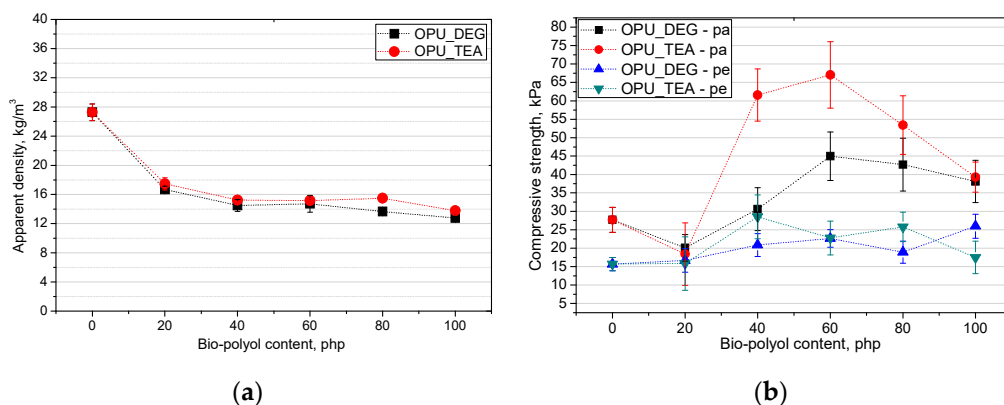 40
36
32
28
24
20
16
12
8
4
0
Apparent density, kg/m³
OPU_DEG
OPU_TEA
0 20 40 60 80 100
Bio-polyol content, php
(a)
80
75
70
65
60
55
50
45
40
35
30
25
20
15
10
5
Compressive strength, kPa
OPU_DEG - pa
OPU_TEA - pa
OPU_DEG - pe
OPU_TEA - pe
0 20 40 60 80 100
Bio-polyol content, php
(b)